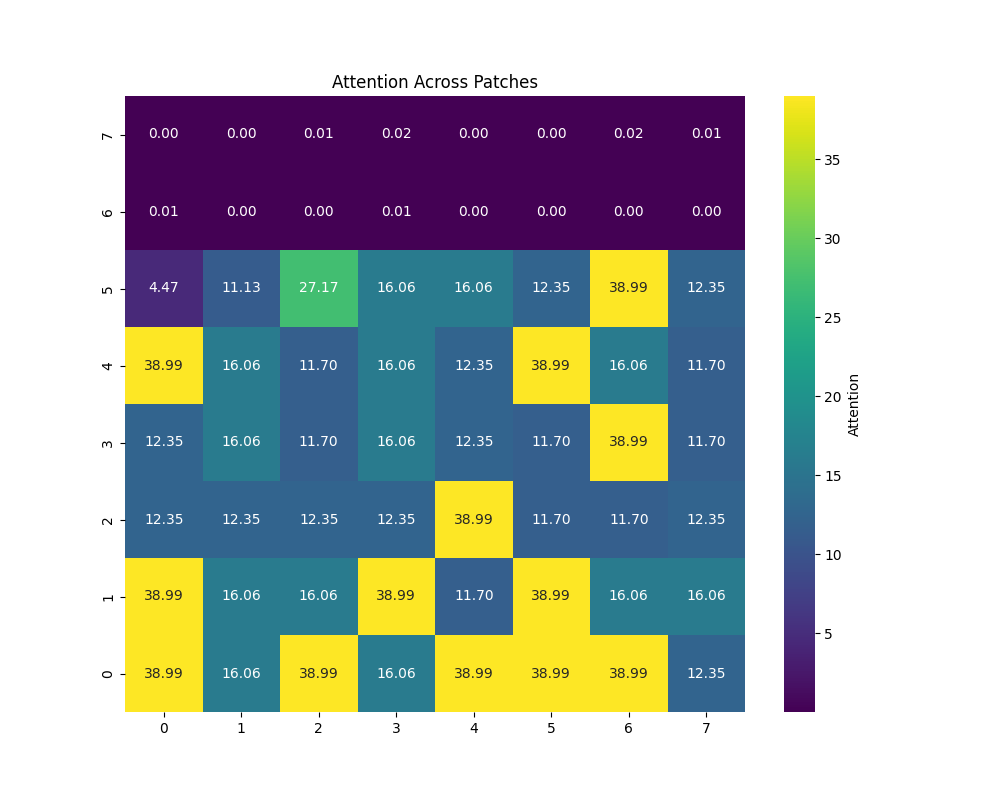 Attention Across Patches
7 0.00 0.00 0.01 0.02 0.00 0.00 0.02 0.01
6 0.01 0.00 0.00 0.01 0.00 0.00 0.00 0.00
5 4.47 11.13 27.17 16.06 16.06 12.35 38.99 12.35
4 38.99 16.06 11.70 16.06 12.35 38.99 16.06 11.70
3 12.35 16.06 11.70 16.06 12.35 11.70 38.99 11.70
2 12.35 12.35 12.35 12.35 38.99 11.70 11.70 12.35
1 38.99 16.06 16.06 38.99 11.70 38.99 16.06 16.06
0 38.99 16.06 38.99 16.06 38.99 38.99 38.99 12.35
0 1 2 3 4 5 6 7
35
30
25
20
15
10
5
Attention